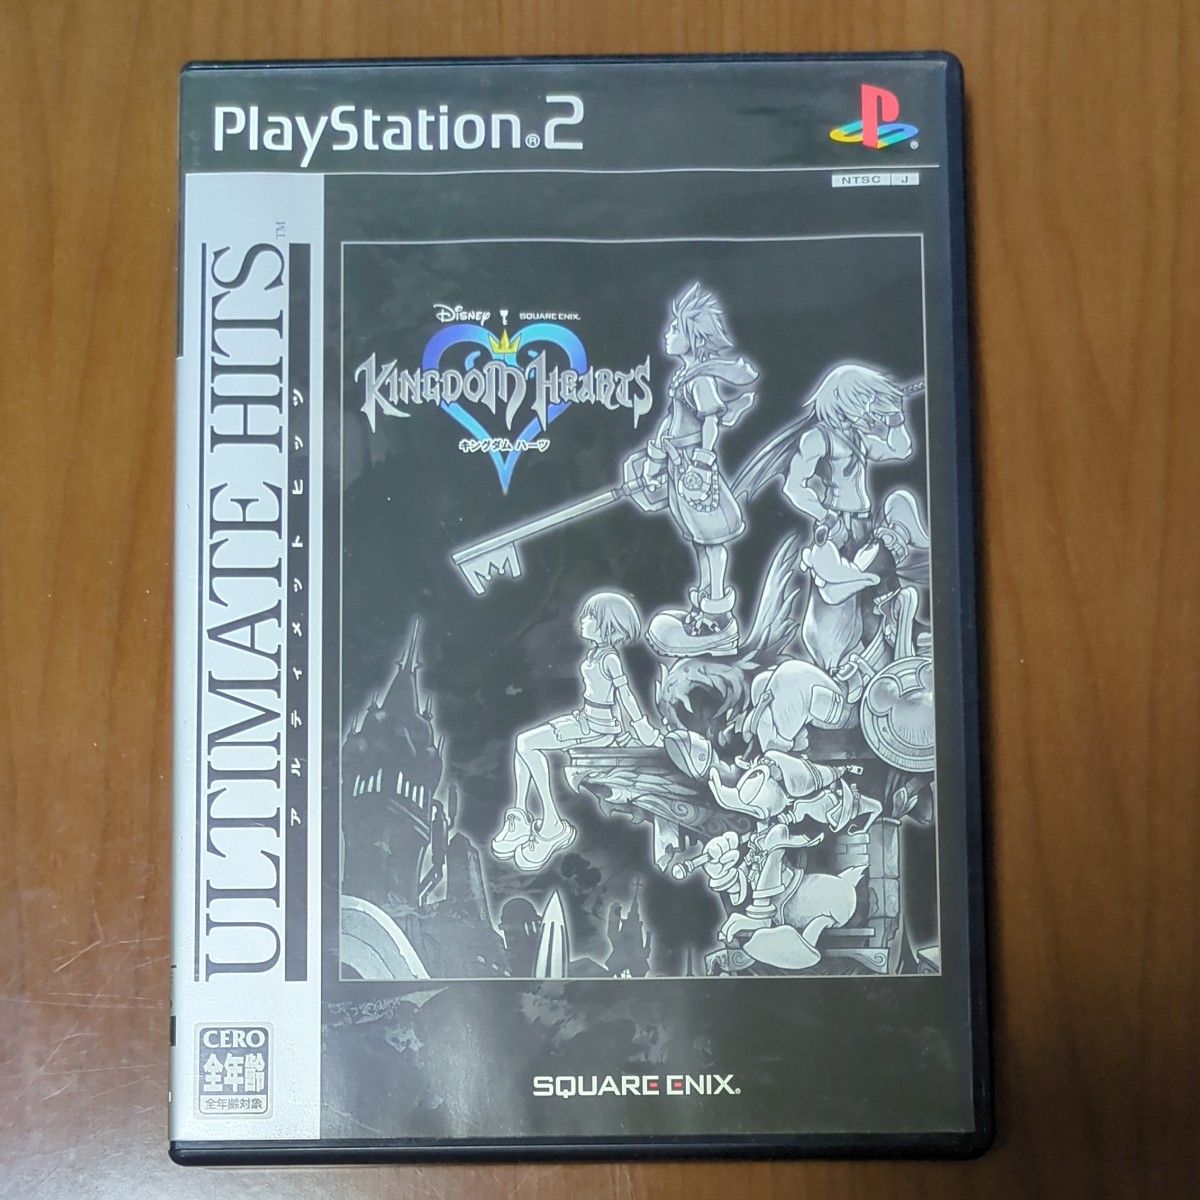 PlayStation®2
NTSC J
ULTIMATE HITS™
アルティメットヒッツ
Disney SQUARE ENIX.
KINGDOM HEARTS
キングダム ハーツ
CERO
全年齢
全年齢対象
SQUARE ENIX®